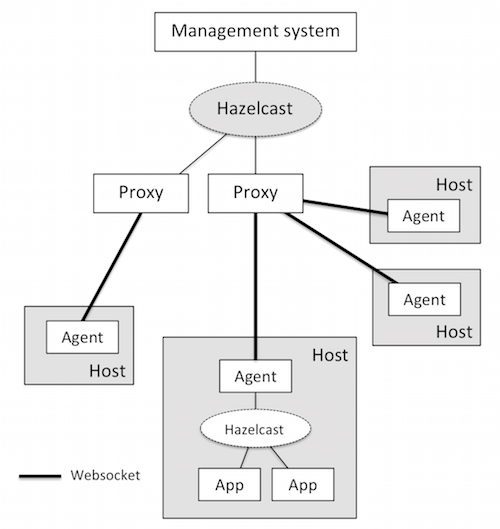 Management system
Hazelcast
Proxy
Proxy
Host
Agent
Agent
Host
Agent
Host
Host
Agent
Hazelcast
App
App
Websocket